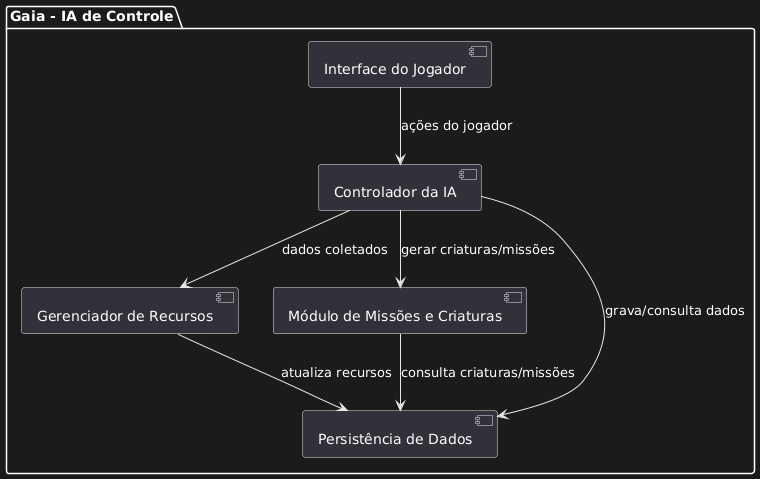 Gaia - IA de Controle
Interface do Jogador
ações do jogador
Controlador da IA
dados coletados
gerar criaturas/missões
Gerenciador de Recursos
Módulo de Missões e Criaturas
grava/consulta dados
atualiza recursos
consulta criaturas/missões
Persistência de Dados